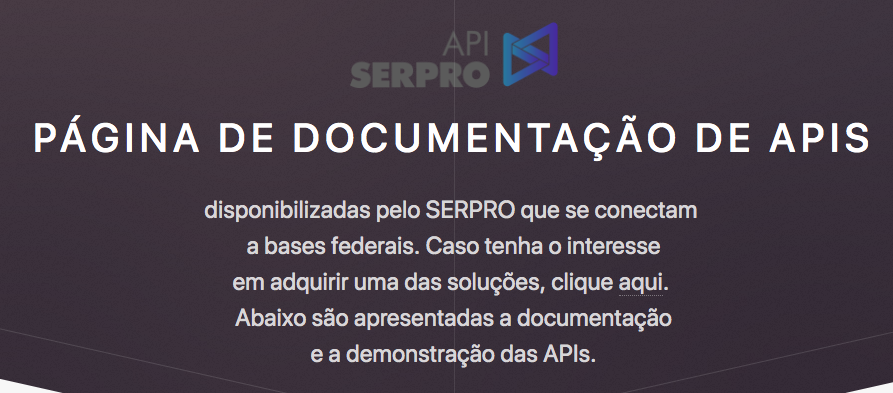 API
SERPRO
PÁGINA DE DOCUMENTAÇÃO DE APIS
disponibilizadas pelo SERPRO que se conectam
a bases federais. Caso tenha o interesse
em adquirir uma das soluções, clique aqui.
Abaixo são apresentadas a documentação
e a demonstração das APIs.